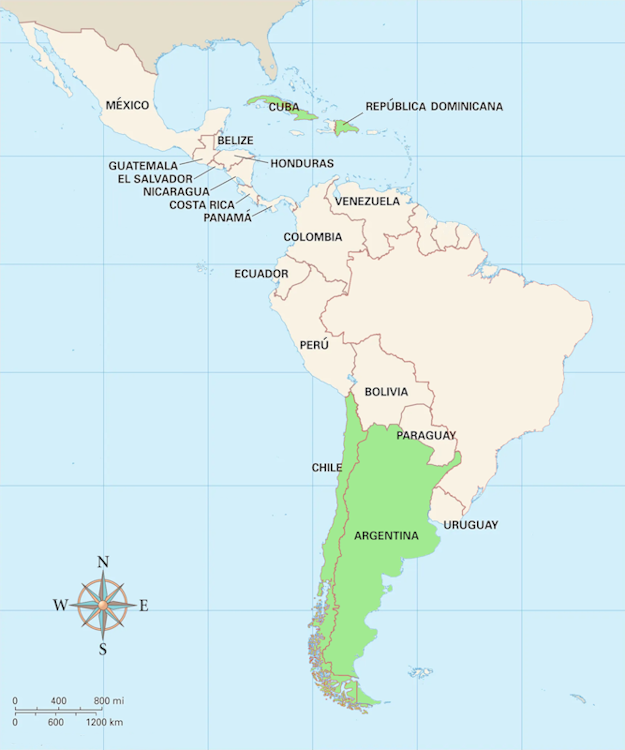 CUBA
REPÚBLICA DOMINICANA
MÉXICO
BELIZE
GUATEMALA
HONDURAS
EL SALVADOR
NICARAGUA
COSTA RICA
PANAMÁ
VENEZUELA
COLOMBIA
ECUADOR
PERÚ
BOLIVIA
PARAGUAY
CHILE
URUGUAY
ARGENTINA
N
W E
S
0 400 800 mi
0 600 1200 km